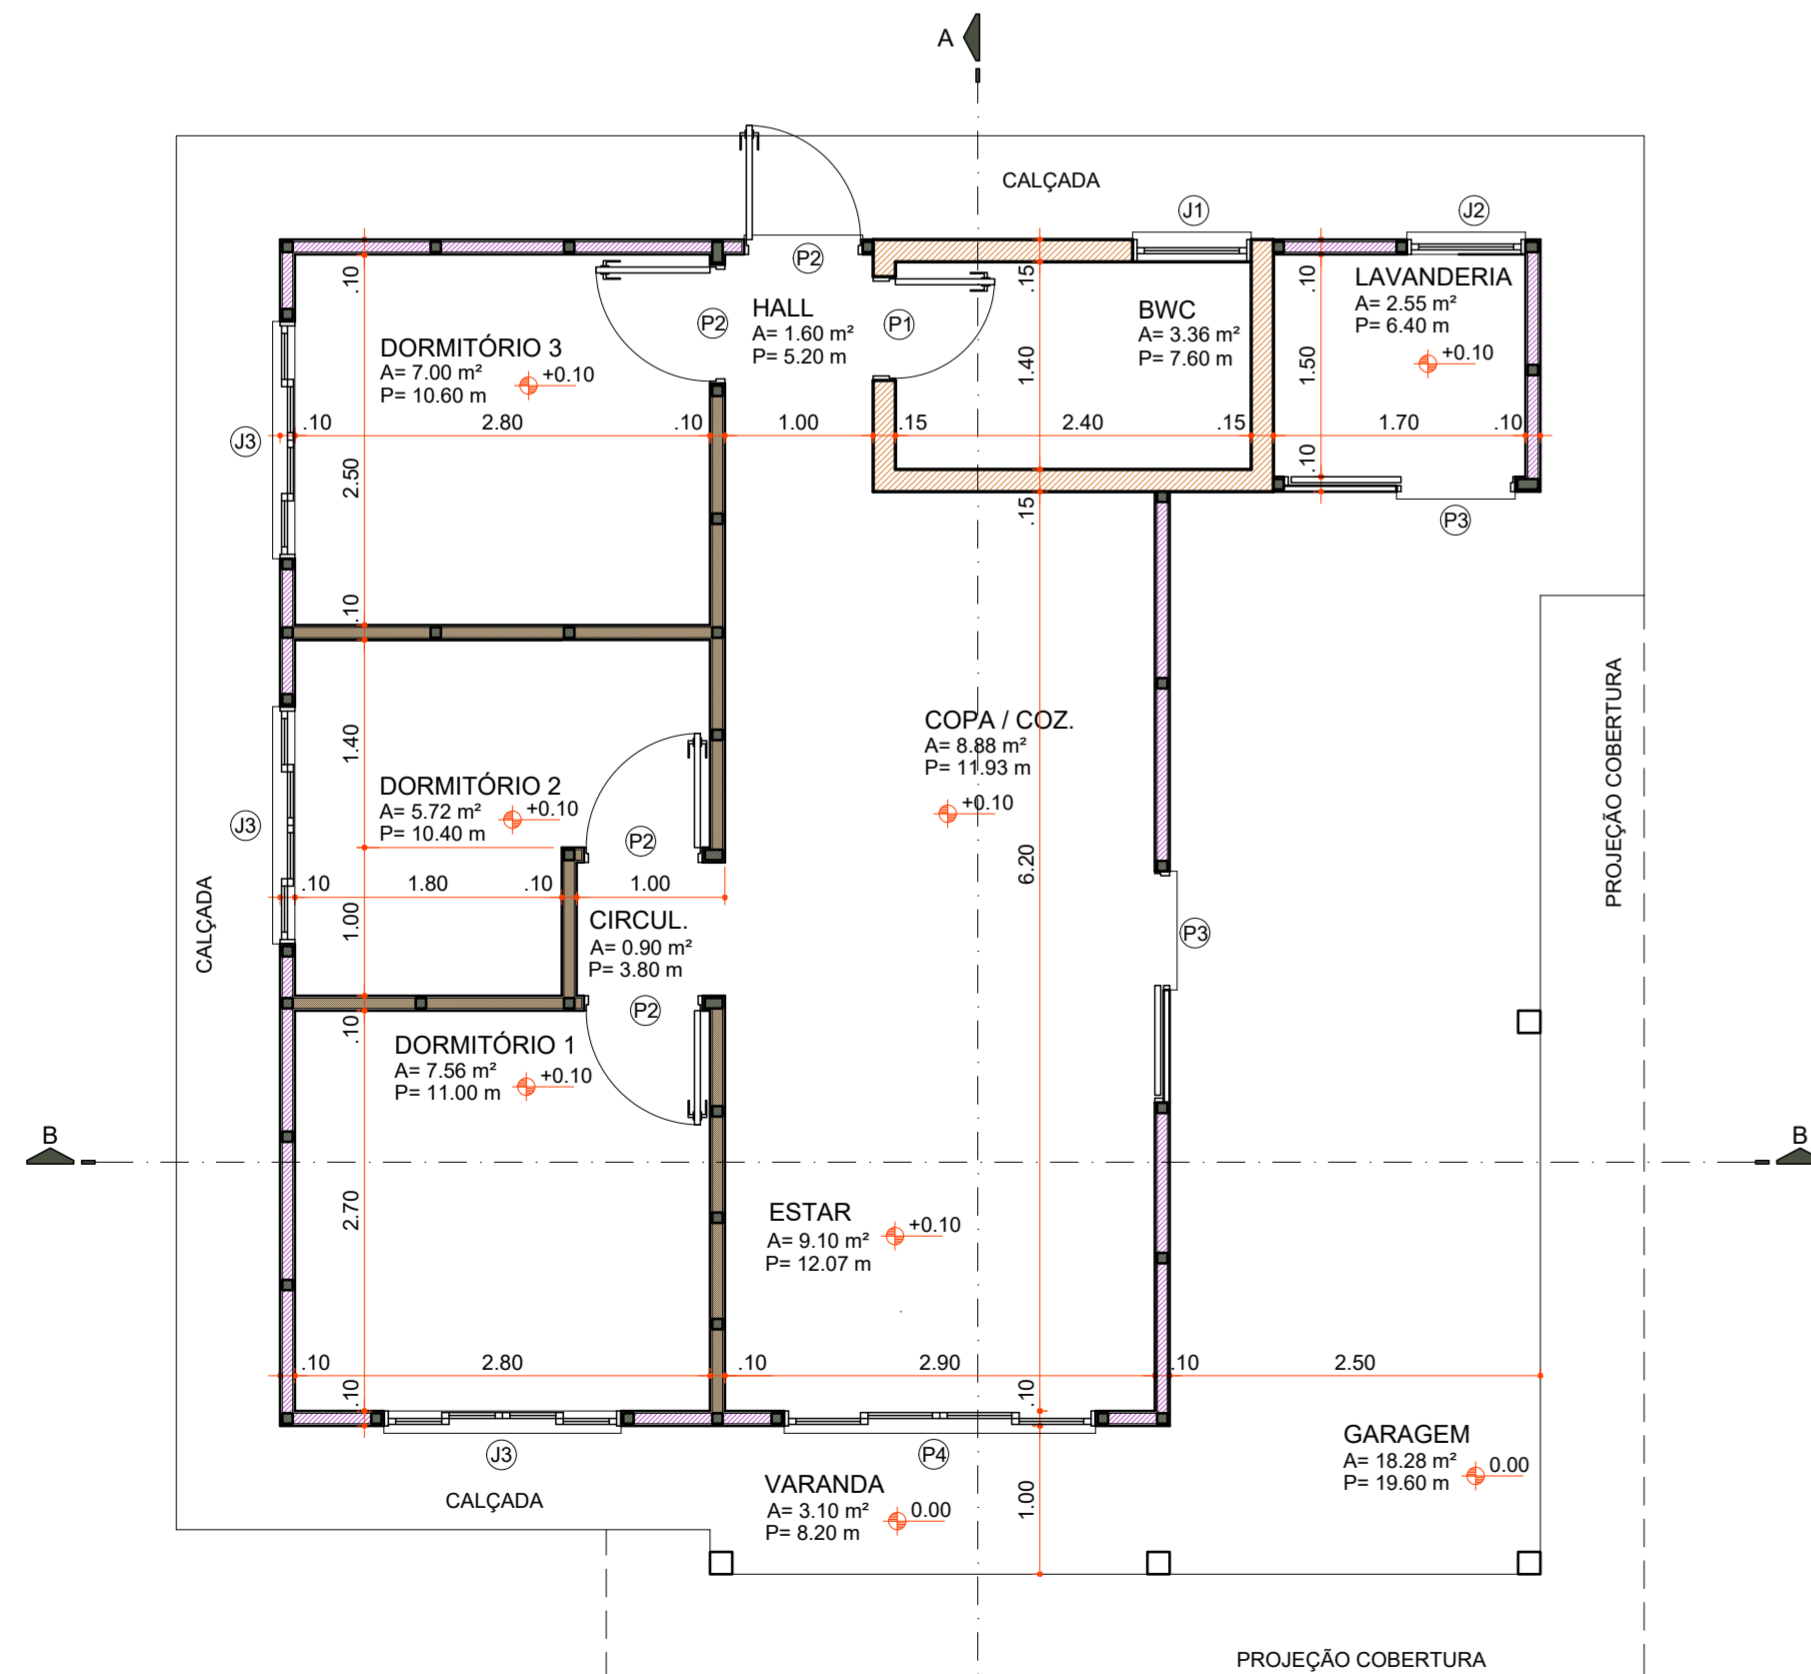 A
CALÇADA
J1
J2
P2
LAVANDERIA
A= 2.55 m²
P= 6.40 m
+0.10
HALL
A= 1.60 m²
P= 5.20 m
P2
P1
BWC
A= 3.36 m²
P= 7.60 m
DORMITÓRIO 3
A= 7.00 m²
P= 10.60 m
+0.10
.10
.15
.10
1.40
1.50
J3
.10
2.80
.10
1.00
.15
2.40
.15
1.70
.10
2.50
.10
.15
P3
.10
PROJEÇÃO COBERTURA
COPA / COZ.
A= 8.88 m²
P= 11.93 m
+0.10
1.40
DORMITÓRIO 2
A= 5.72 m²
P= 10.40 m
+0.10
J3
P2
6.20
.10
1.80
.10
1.00
CALÇADA
1.00
CIRCUL.
A= 0.90 m²
P= 3.80 m
P3
P2
.10
DORMITÓRIO 1
A= 7.56 m²
P= 11.00 m
+0.10
B
B
2.70
ESTAR
A= 9.10 m²
P= 12.07 m
+0.10
.10
2.80
.10
2.90
.10
2.50
.10
.10
J3
P4
GARAGEM
A= 18.28 m²
P= 19.60 m
0.00
CALÇADA
VARANDA
A= 3.10 m²
P= 8.20 m
0.00
1.00
PROJEÇÃO COBERTURA